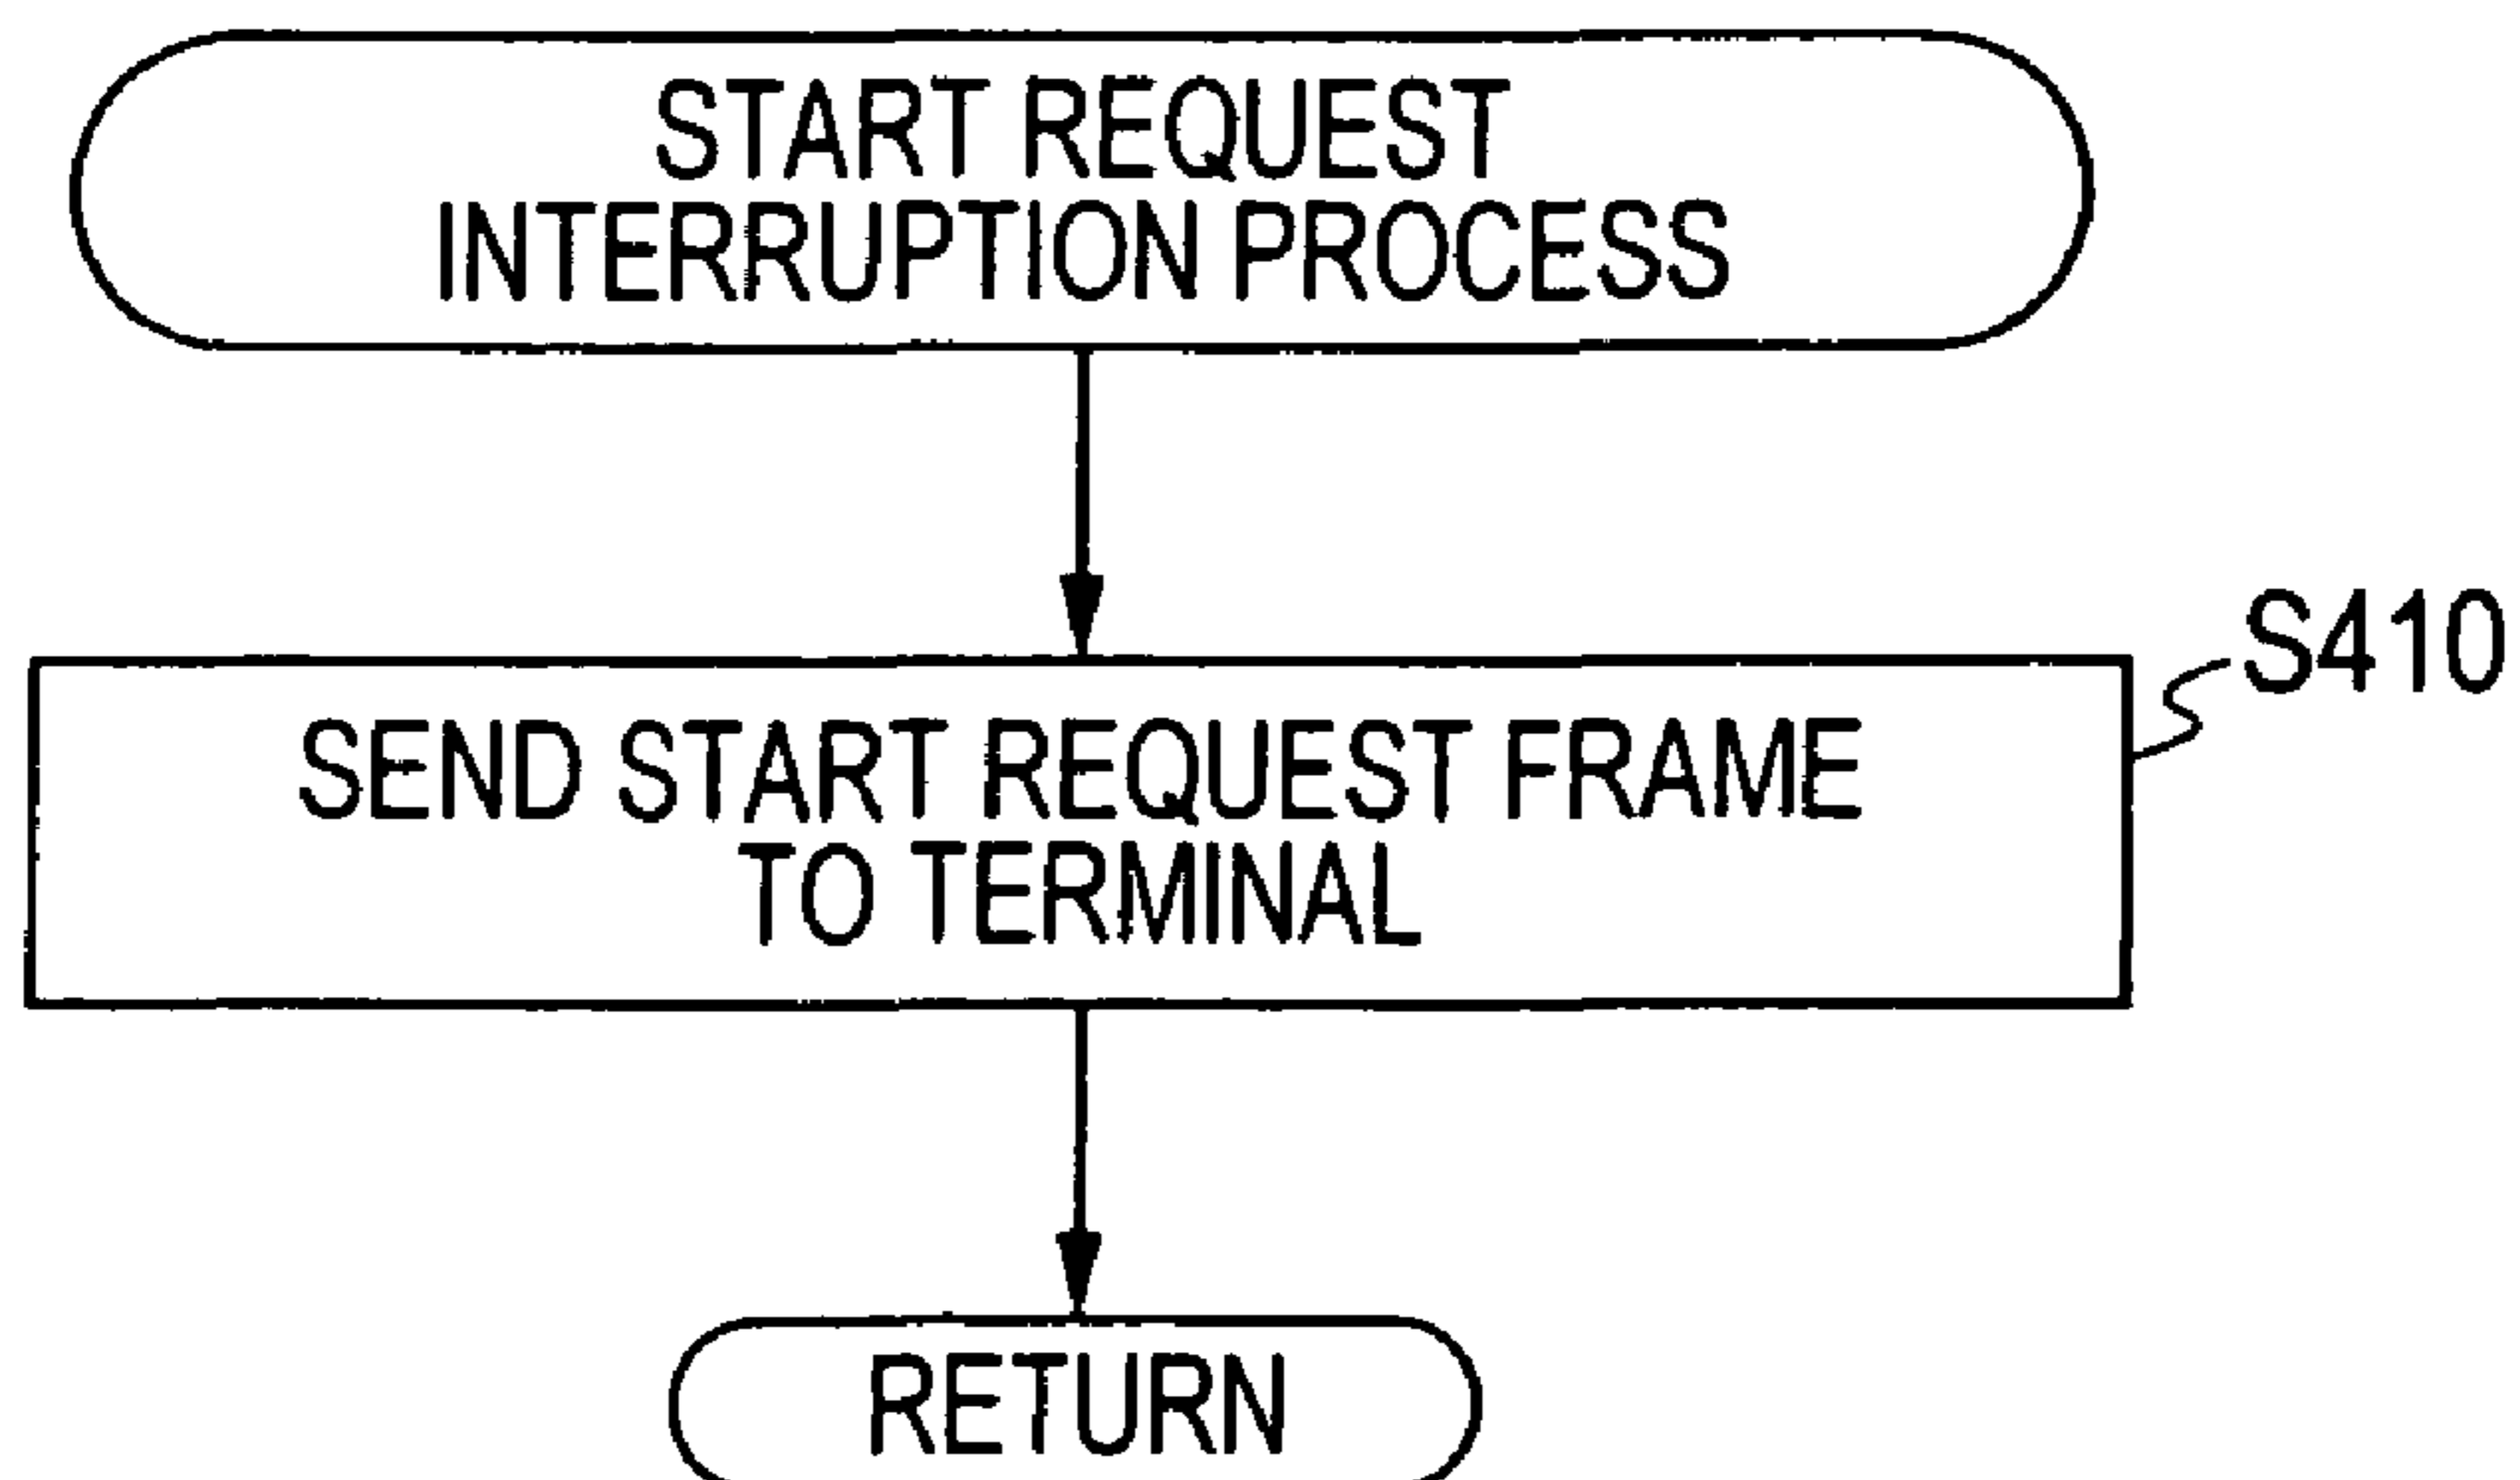 START REQUEST
INTERRUPTION PROCESS
S410
SEND START REQUEST FRAME
TO TERMINAL
RETURN